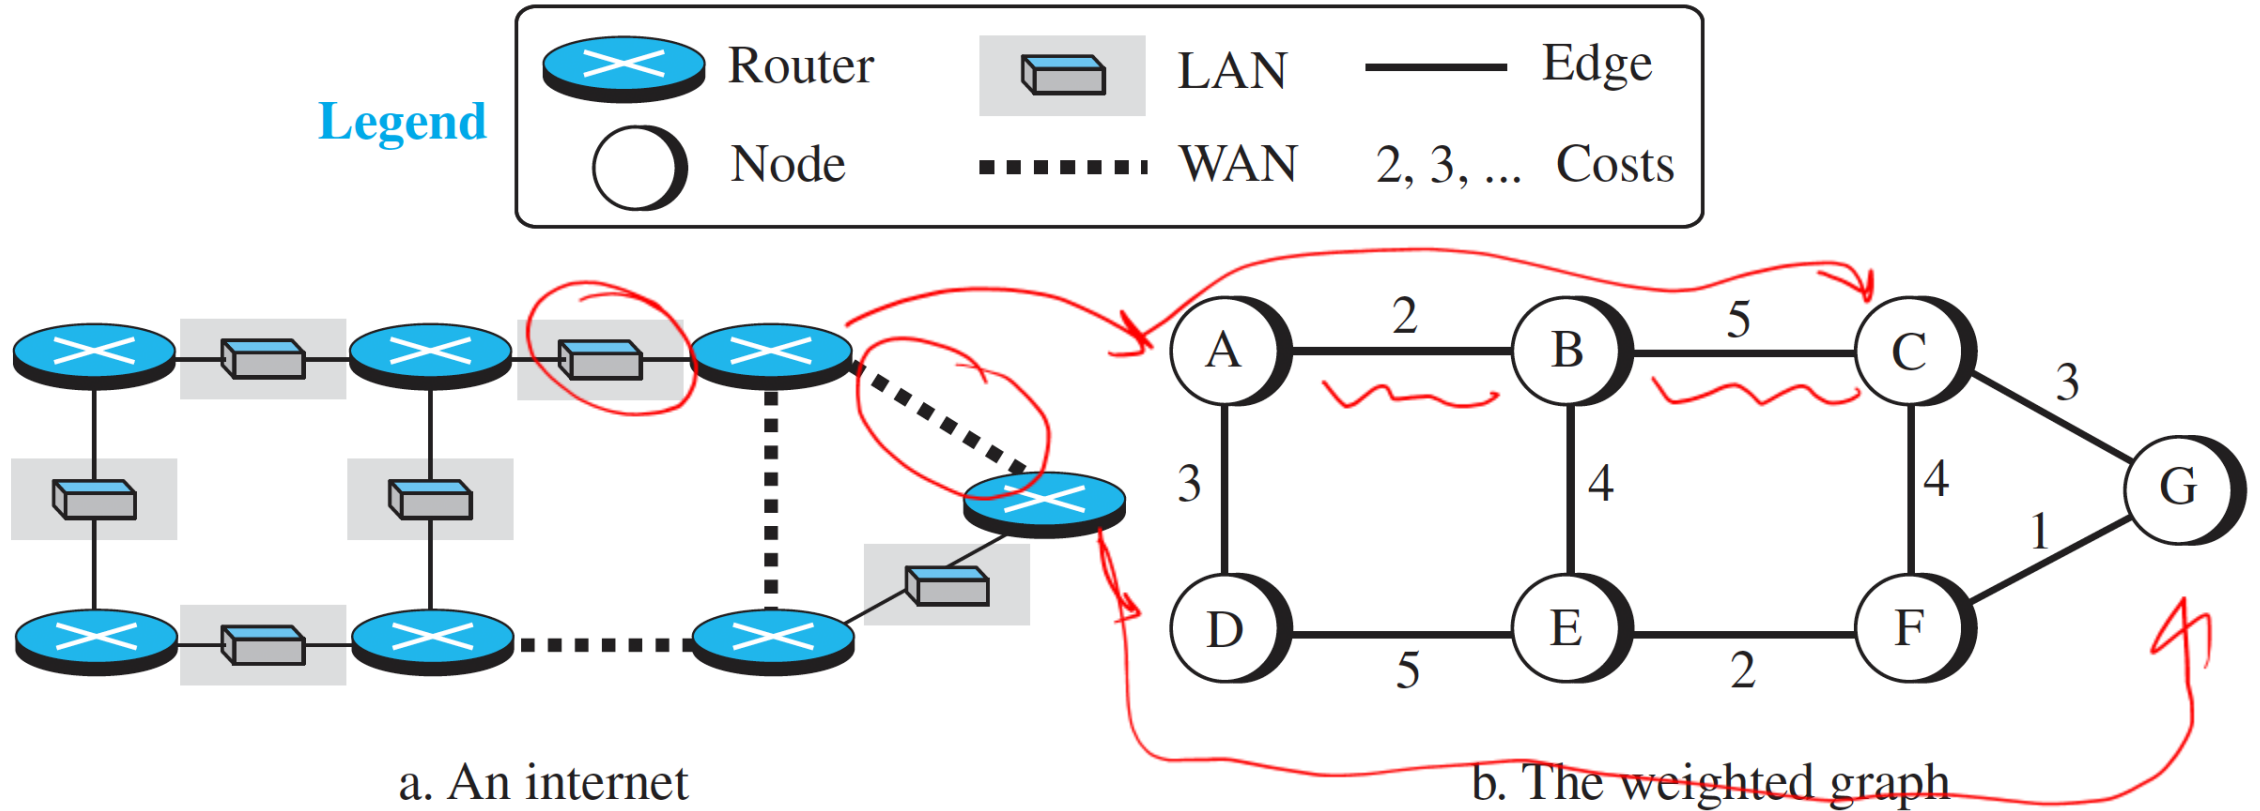 Legend
Router
LAN
Edge
Node
WAN
2, 3, ... Costs
A
2
B
5
C
3
3
4
4
G
1
D
5
E
2
F
a. An internet
b. The weighted graph